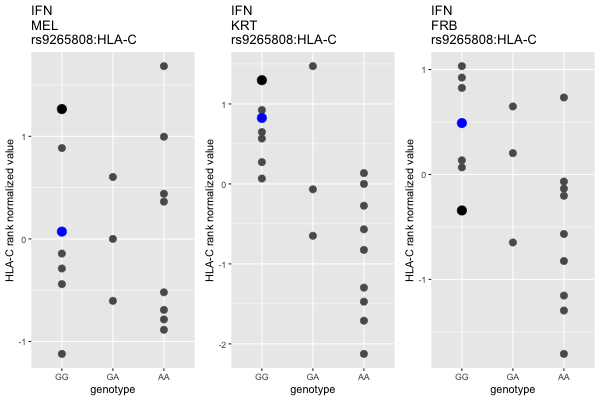 IFN
MEL
rs9265808:HLA-C
HLA-C rank normalized value
1
0
-1
GG
GA
AA
genotype
IFN
KRT
rs9265808:HLA-C
HLA-C rank normalized value
1
0
-1
-2
GG
GA
AA
genotype
IFN
FRB
rs9265808:HLA-C
HLA-C rank normalized value
1
0
-1
GG
GA
AA
genotype